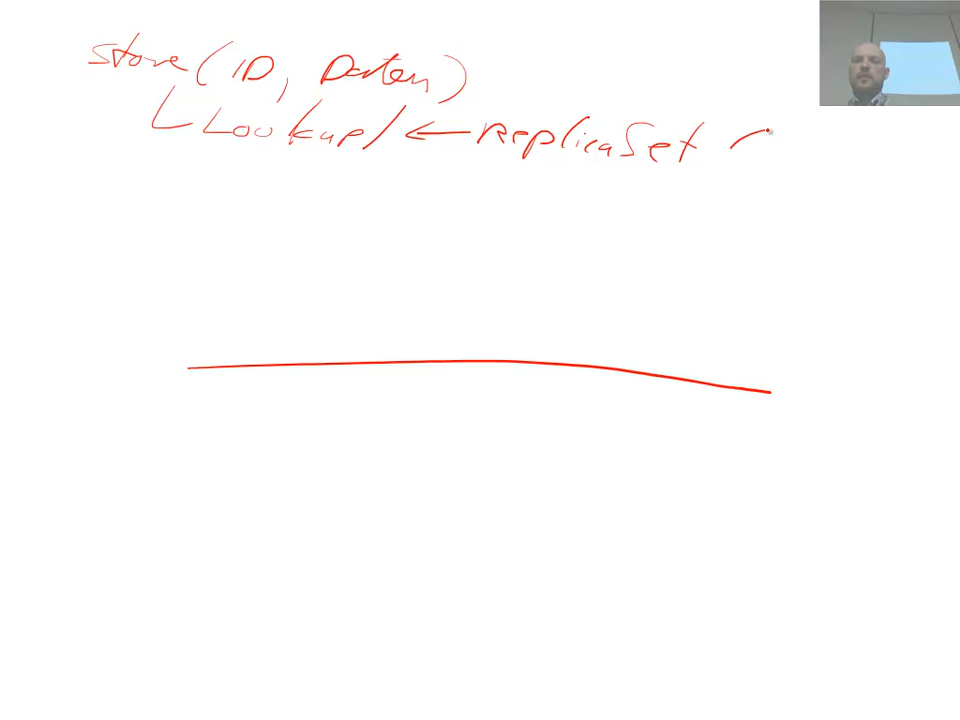 store(ID, Daten)
Lookup ← ReplicaSet (